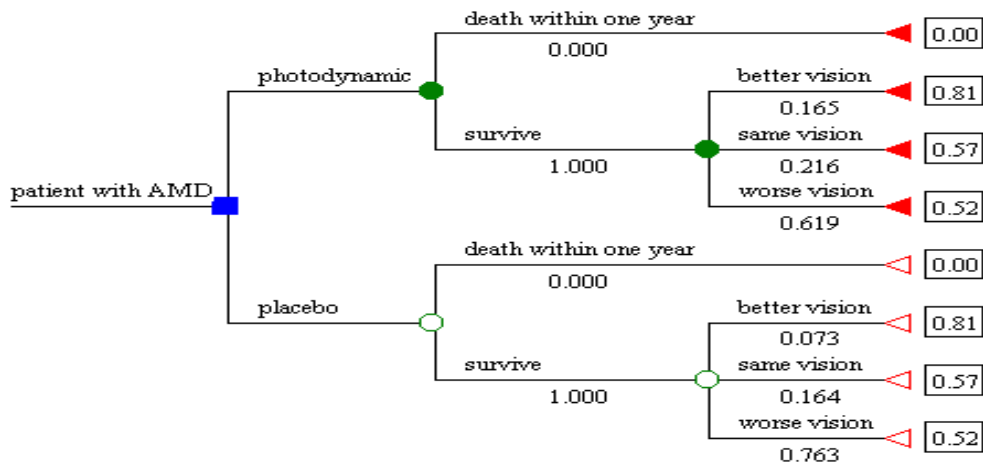 death within one year
0.000
0.00
photodynamic
better vision
0.165
0.81
survive
1.000
same vision
0.216
0.57
patient with AMD
worse vision
0.619
0.52
death within one year
0.000
0.00
placebo
better vision
0.073
0.81
survive
1.000
same vision
0.164
0.57
worse vision
0.763
0.52